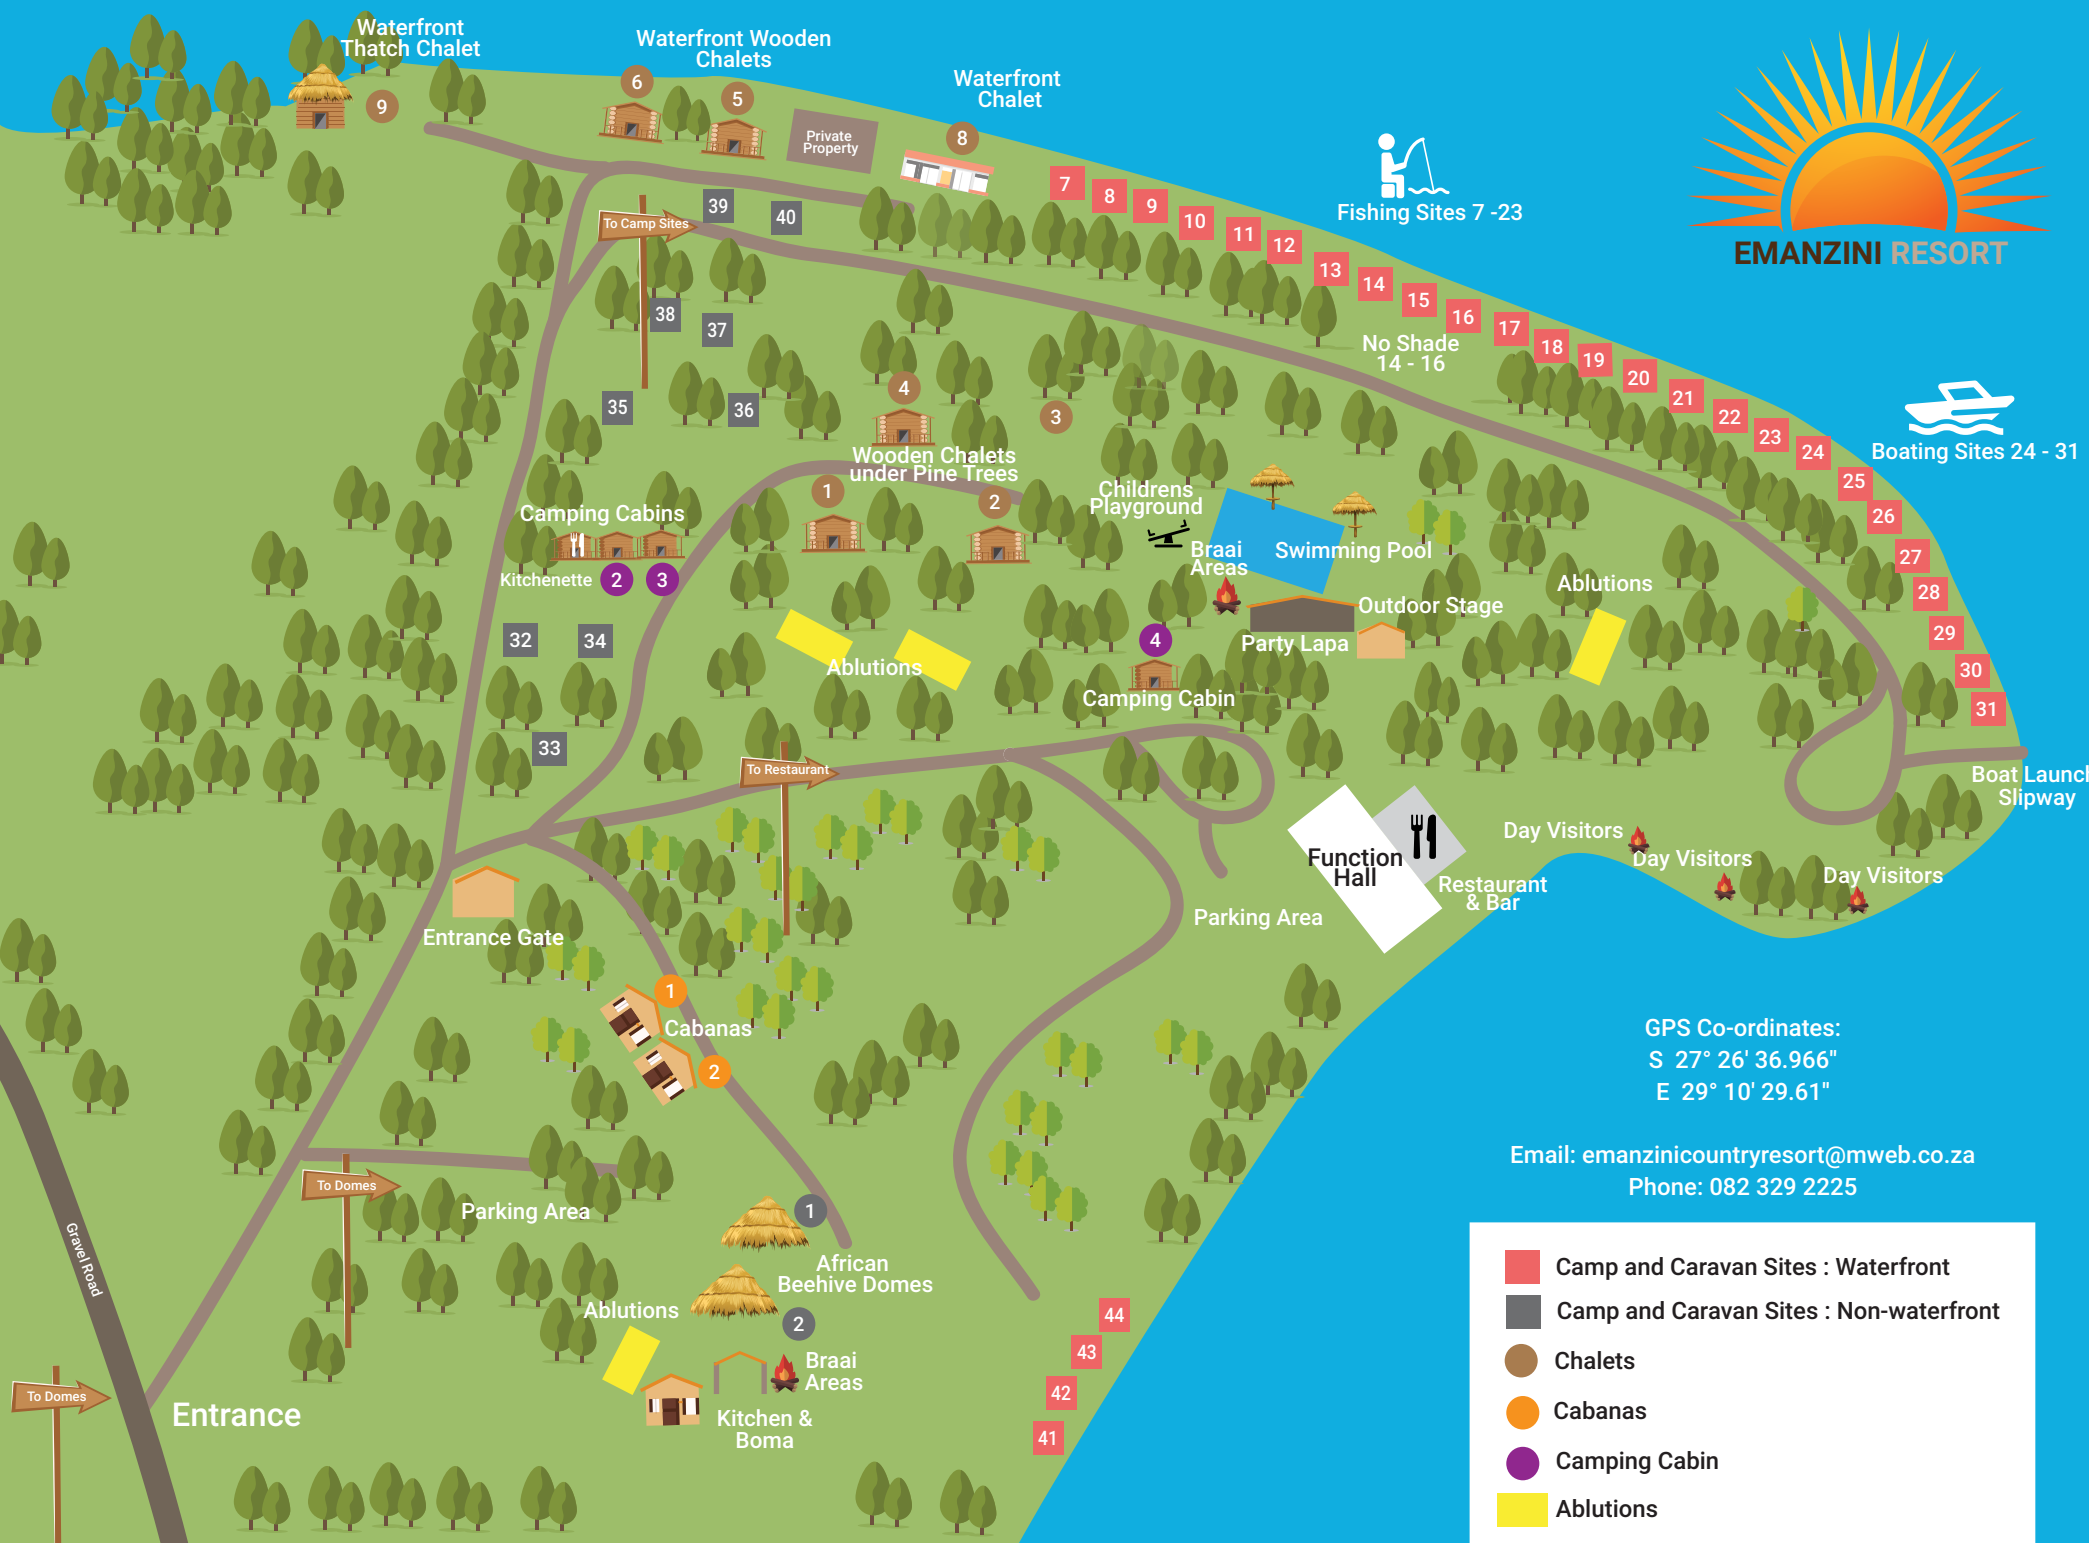 Waterfront
Thatch Chalet
9
Waterfront Wooden
Chalets
6
5
Private
Property
Waterfront
Chalet
8
Fishing Sites 7 -23
EMANZINI RESORT
7
8
9
10
11
12
13
14
15
16
17
18
19
20
21
22
23
24
25
26
27
28
29
30
31
No Shade
14 - 16
Boating Sites 24 - 31
To Camp Sites
39
40
38
37
35
36
4
3
Wooden Chalets
under Pine Trees
1
2
Camping Cabins
Kitchenette
2
3
32
34
33
Childrens
Playground
Braai
Areas
Swimming Pool
Outdoor Stage
Party Lapa
4
Camping Cabin
Ablutions
Ablutions
To Restaurant
Boat Launch
Slipway
Function
Hall
Restaurant
& Bar
Parking Area
Day Visitors
Day Visitors
Day Visitors
Entrance Gate
1
Cabanas
2
To Domes
Parking Area
1
African
Beehive Domes
2
Ablutions
Braai
Areas
Kitchen &
Boma
44
43
42
41
Gravel Road
To Domes
Entrance
GPS Co-ordinates:
S 27° 26' 36.966"
E 29° 10' 29.61"
Email: emanzinicountryresort@mweb.co.za
Phone: 082 329 2225
Camp and Caravan Sites : Waterfront
Camp and Caravan Sites : Non-waterfront
Chalets
Cabanas
Camping Cabin
Ablutions